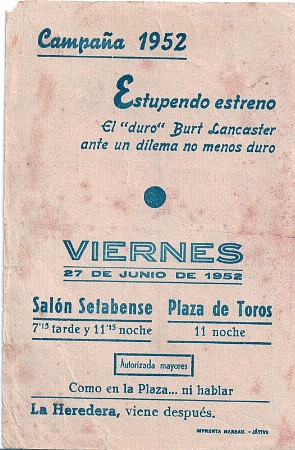 Campaña 1952
Estupendo estreno
El "duro" Burt Lancaster
ante un dilema no menos duro
VIERNES
27 DE JUNIO DE 1952
Salón Setabense
7'15 tarde y 11'15 noche
Plaza de Toros
11 noche
Autorizada mayores
Como en la Plaza... ni hablar
La Heredera, viene después.
IMPRENTA MARBAU. - JÁTIVA